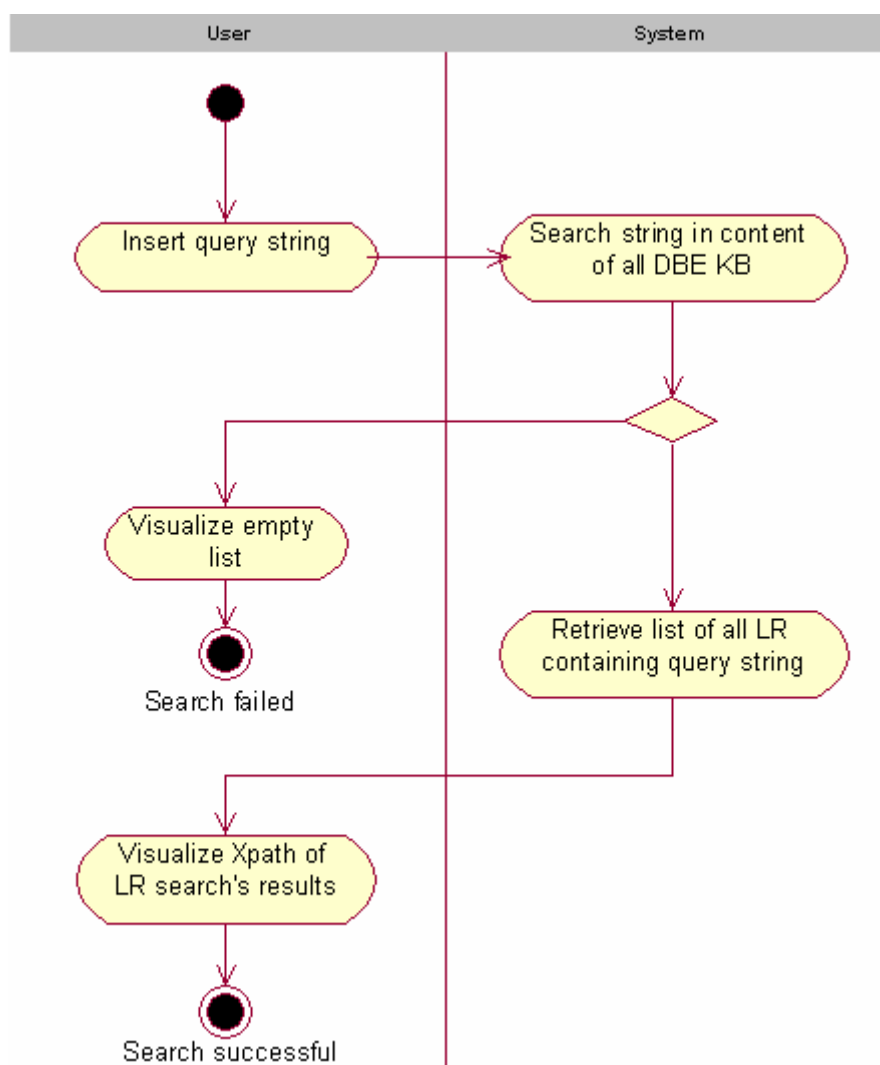 User
System
Insert query string
Search string in content
of all DBE KB
Visualize empty
list
Search failed
Retrieve list of all LR
containing query string
Visualize Xpath of
LR search's results
Search successful